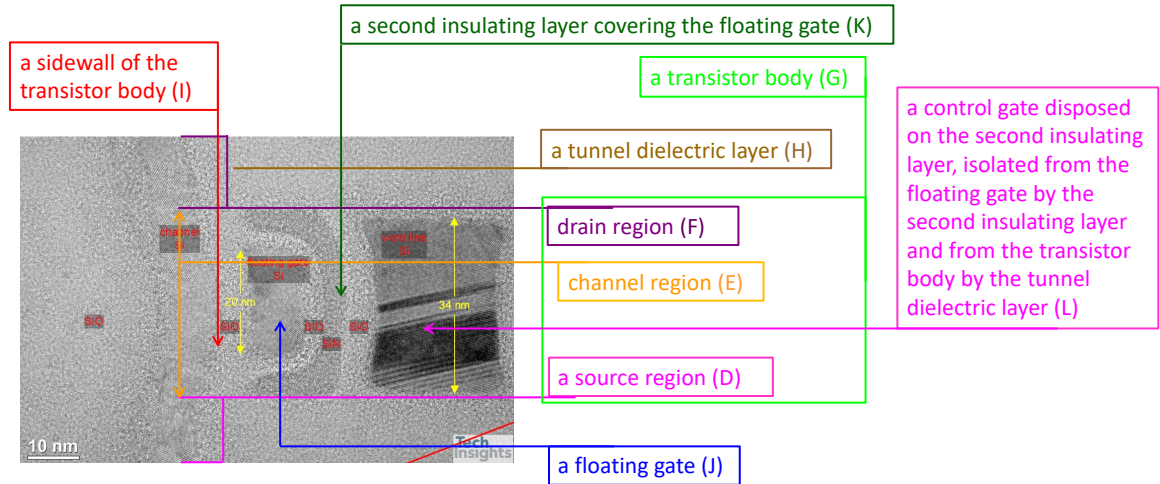 a second insulating layer covering the floating gate (K)
a sidewall of the
transistor body (I)
a transistor body (G)
a control gate disposed
on the second insulating
layer, isolated from the
floating gate by the
second insulating layer
and from the transistor
body by the tunnel
dielectric layer (L)
a tunnel dielectric layer (H)
drain region (F)
channel
Si
word line
Si
floating gate
Si
channel region (E)
20 nm
34 nm
SiO
SiO
SiO
SiO
SiN
a source region (D)
10 nm
Tech
Insights
a floating gate (J)